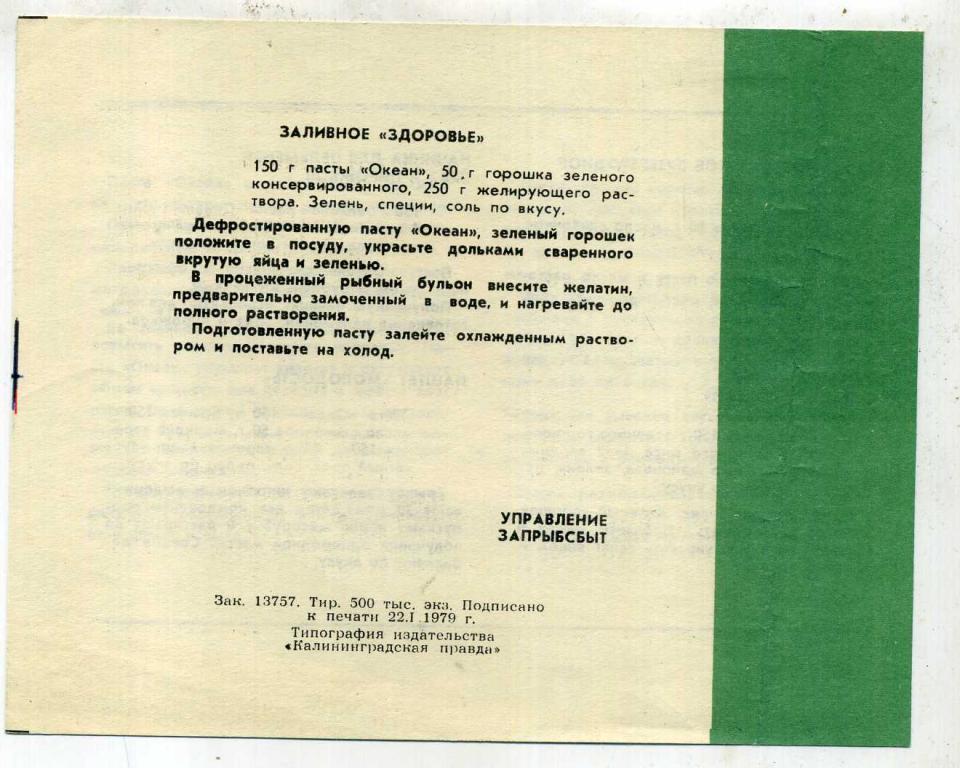 ЗАЛИВНОЕ «ЗДОРОВЬЕ»
150 г пасты «Океан», 50 г горошка зеленого
консервированного, 250 г желирующего рас-
твора. Зелень, специи, соль по вкусу.
Дефростированную пасту «Океан», зеленый горошек
положите в посуду, украсьте дольками сваренного
вкрутую яйца и зеленью.
В процеженный рыбный бульон внесите желатин,
предварительно замоченный в воде, и нагревайте до
полного растворения.
Подготовленную пасту залейте охлажденным раство-
ром и поставьте на холод.
УПРАВЛЕНИЕ
ЗАПРЫБСБЫТ
Зак. 13757. Тир. 500 тыс. экз. Подписано
к печати 22.I 1979 г.
Типография издательства
«Калининградская правда»